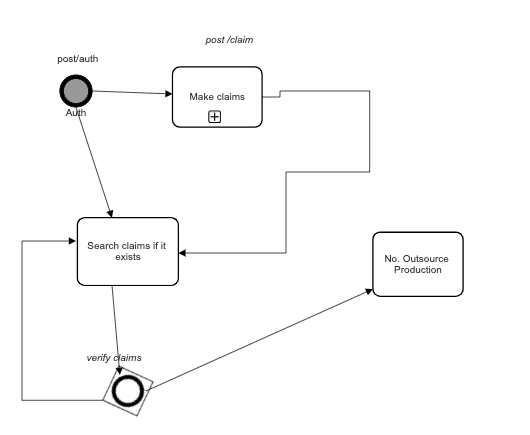 post /claim
post/auth
Make claims
Auth
Search claims if it
exists
No. Outsource
Production
verify claims